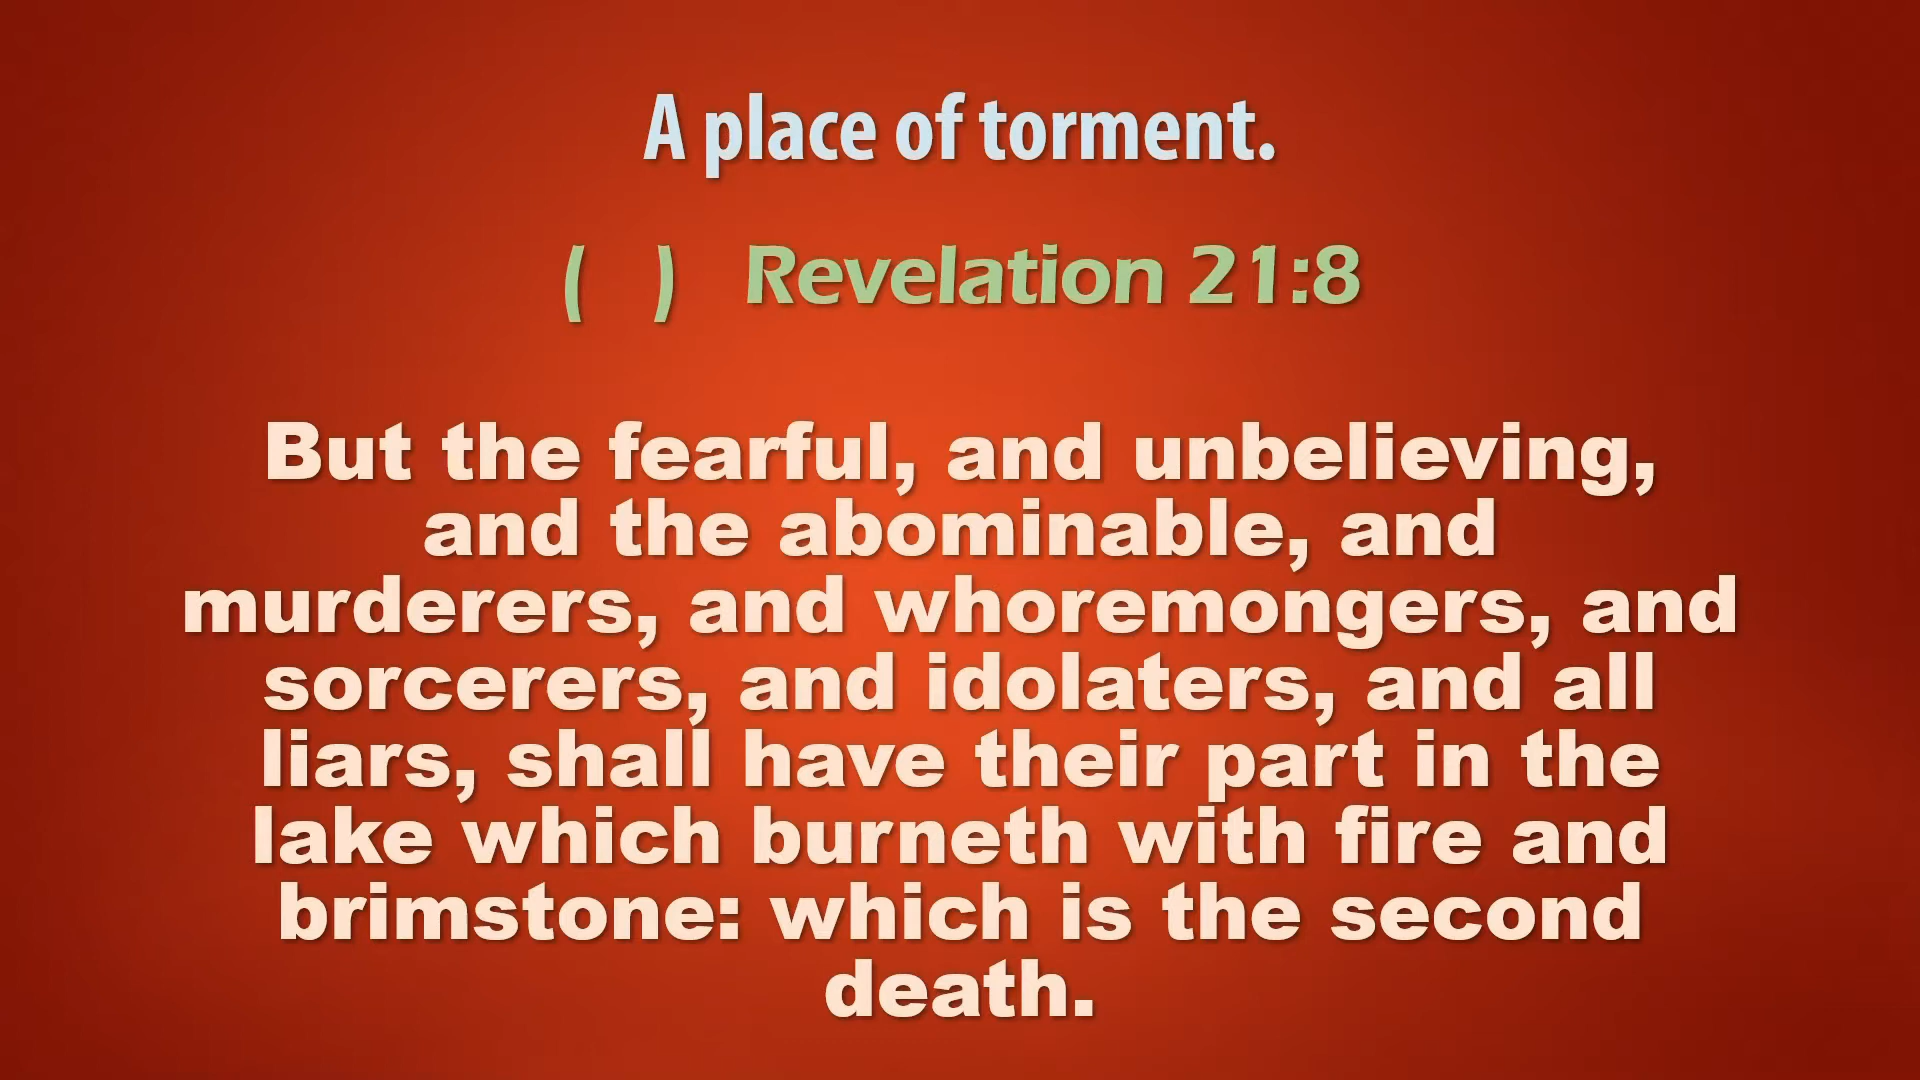 A place of torment.
( ) Revelation 21:8
But the fearful, and unbelieving,
and the abominable, and
murderers, and whoremongers, and
sorcerers, and idolaters, and all
liars, shall have their part in the
lake which burneth with fire and
brimstone: which is the second
death.